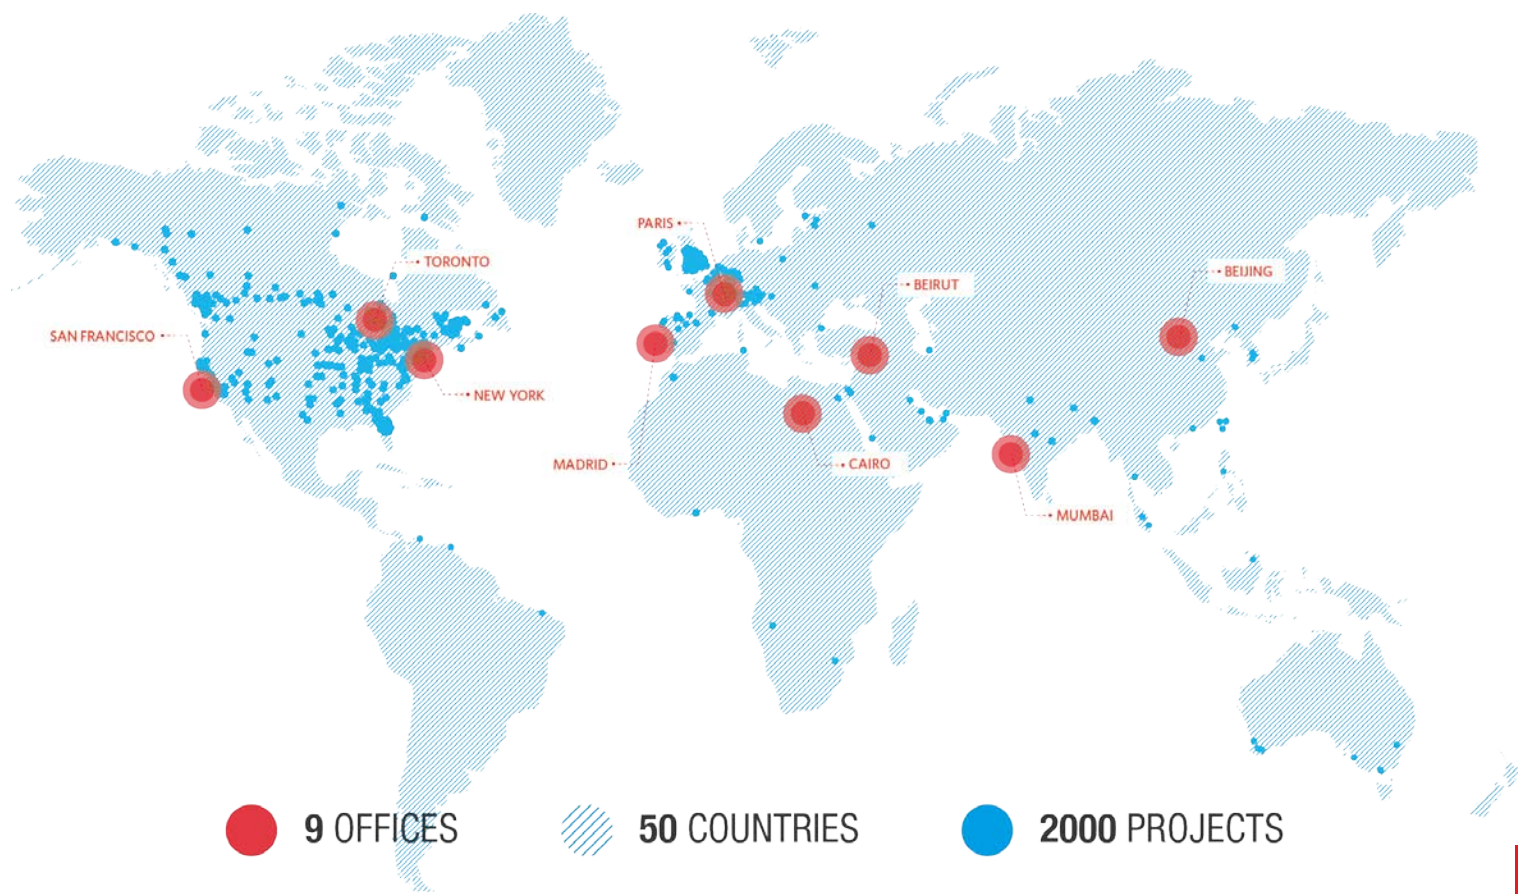 PARIS
TORONTO
BEIJING
BEIRUT
SAN FRANCISCO
NEW YORK
MADRID
CAIRO
MUMBAI
9 OFFICES
50 COUNTRIES
2000 PROJECTS